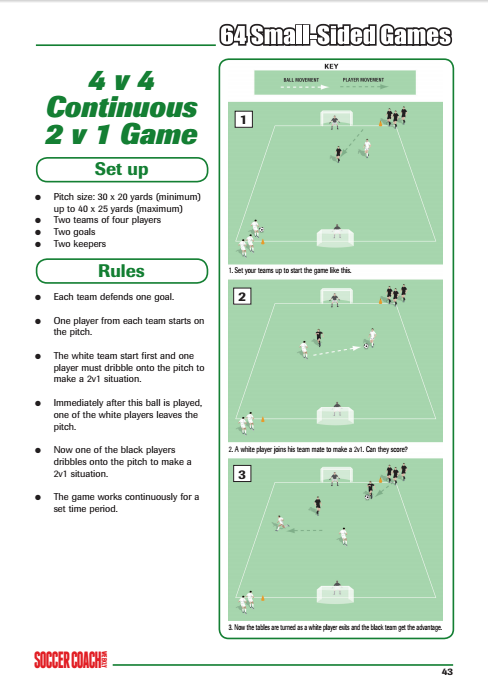 64 Small-Sided Games
4 v 4
Continuous
2 v 1 Game
Set up
● Pitch size: 30 x 20 yards (minimum)
up to 40 x 25 yards (maximum)
● Two teams of four players
● Two goals
● Two keepers
Rules
● Each team defends one goal.
● One player from each team starts on
the pitch.
● The white team start first and one
player must dribble onto the pitch to
make a 2v1 situation.
● Immediately after this ball is played,
one of the white players leaves the
pitch.
● Now one of the black players
dribbles onto the pitch to make a
2v1 situation.
● The game works continuously for a
set time period.
KEY
BALL MOVEMENT PLAYER MOVEMENT
1
1. Set your teams up to start the game like this.
2
2. A white player joins his team mate to make a 2v1. Can they score?
3
3. Now the tables are turned as a white player exits and the black team get the advantage.
SOCCER COACH WEEKLY
43